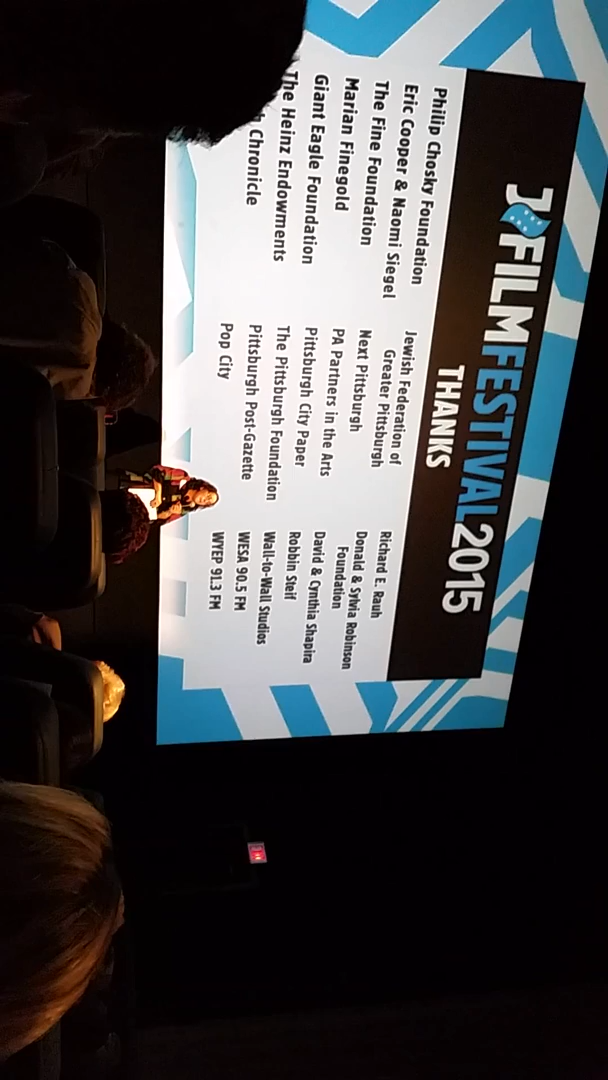 JFILMFESTIVAL2015
THANKS
Philip Chosky Foundation
Eric Cooper & Naomi Siegel
The Fine Foundation
Marian Finegold
Giant Eagle Foundation
The Heinz Endowments
Chronicle
Jewish Federation of
Greater Pittsburgh
Next Pittsburgh
PA Partners in the Arts
Pittsburgh City Paper
The Pittsburgh Foundation
Pittsburgh Post-Gazette
Pop City
Richard E. Rauh
Donald & Sylvia Robinson
Foundation
David & Cynthia Shapira
Robbin Steif
Wall-to-Wall Studios
WESA 90.5 FM
WYEP 91.3 FM